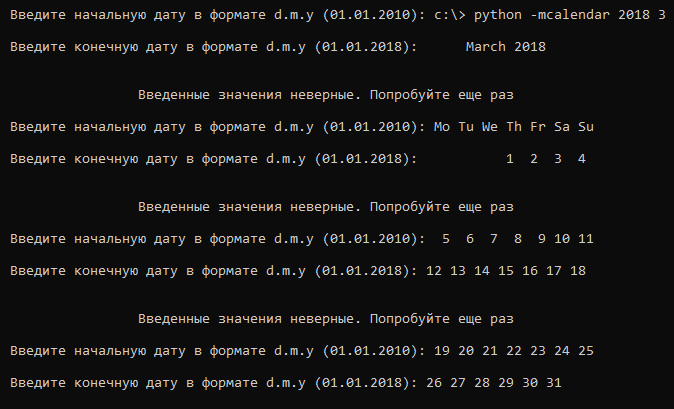 Введите начальную дату в формате d.m.y (01.01.2010): c:\> python -mcalendar 2018 3
Введите конечную дату в формате d.m.y (01.01.2018):      March 2018
Введенные значения неверные. Попробуйте еще раз
Введите начальную дату в формате d.m.y (01.01.2010): Mo Tu We Th Fr Sa Su
Введите конечную дату в формате d.m.y (01.01.2018):           1  2  3  4
Введенные значения неверные. Попробуйте еще раз
Введите начальную дату в формате d.m.y (01.01.2010):  5  6  7  8  9 10 11
Введите конечную дату в формате d.m.y (01.01.2018): 12 13 14 15 16 17 18
Введенные значения неверные. Попробуйте еще раз
Введите начальную дату в формате d.m.y (01.01.2010): 19 20 21 22 23 24 25
Введите конечную дату в формате d.m.y (01.01.2018): 26 27 28 29 30 31